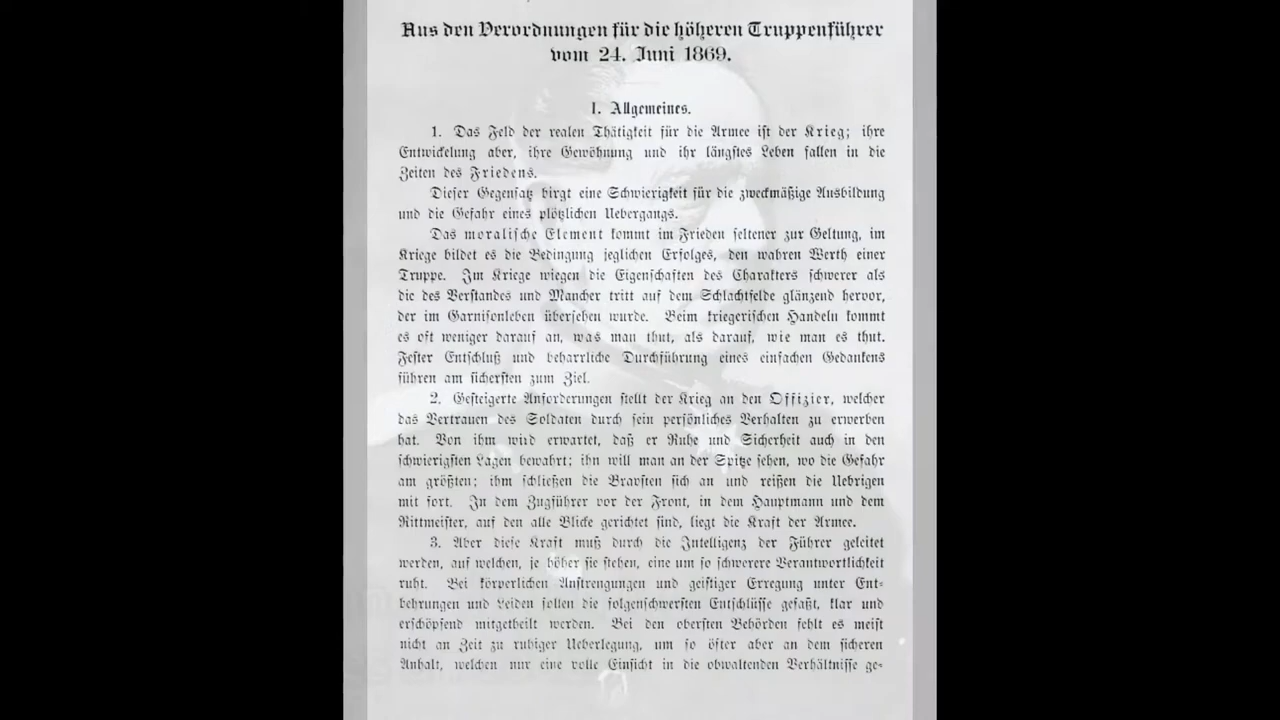 Aus den Verordnungen für die höheren Truppenführer
vom 24. Juni 1869.
I. Allgemeines.
1. Das Feld der realen Thätigkeit für die Armee ist der Krieg; ihre
Entwickelung aber, ihre Gewöhnung und ihr längstes Leben fallen in die
Zeiten des Friedens.
Dieser Gegensatz birgt eine Schwierigkeit für die zweckmäßige Ausbildung
und die Gefahr eines plötzlichen Uebergangs.
Das moralische Element kommt im Frieden seltener zur Geltung, im
Kriege bildet es die Bedingung jeglichen Erfolges, den wahren Werth einer
Truppe. Im Kriege wiegen die Eigenschaften des Charakters schwerer als
die des Verstandes und Mancher tritt auf dem Schlachtfelde glänzend hervor,
der im Garnisonleben übersehen wurde. Beim kriegerischen Handeln kommt
es oft weniger darauf an, was man thut, als darauf, wie man es thut.
Fester Entschluß und beharrliche Durchführung eines einfachen Gedankens
führen am sichersten zum Ziel.
2. Gesteigerte Anforderungen stellt der Krieg an den Offizier, welcher
das Vertrauen des Soldaten durch sein persönliches Verhalten zu erwerben
hat. Von ihm wird erwartet, daß er Ruhe und Sicherheit auch in den
schwierigsten Lagen bewahrt; ihn will man an der Spitze sehen, wo die Gefahr
am größten; ihm schließen die Bravsten sich an und reißen die Uebrigen
mit fort. In dem Zugführer vor der Front, in dem Hauptmann und dem
Rittmeister, auf den alle Blicke gerichtet sind, liegt die Kraft der Armee.
3. Aber diese Kraft muß durch die Intelligenz der Führer geleitet
werden, auf welchen, je höher sie stehen, eine um so schwerere Verantwortlichkeit
ruht. Bei körperlichen Anstrengungen und geistiger Erregung unter Ent-
behrungen und Leiden sollen die folgenschwersten Entschlüsse gefaßt, klar und
erschöpfend mitgetheilt werden. Bei den obersten Behörden fehlt es meist
nicht an Zeit zu ruhiger Ueberlegung, um so öfter aber an dem sicheren
Anhalt, welchen nur eine volle Einsicht in die obwaltenden Verhältnisse ge-